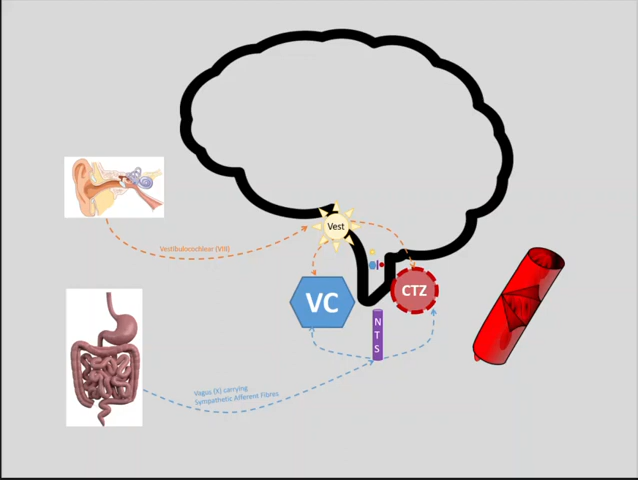 Vest
Vestibulocochlear (VIII)
VC
CTZ
N
T
S
Vagus (X) carrying
Sympathetic Afferent Fibres